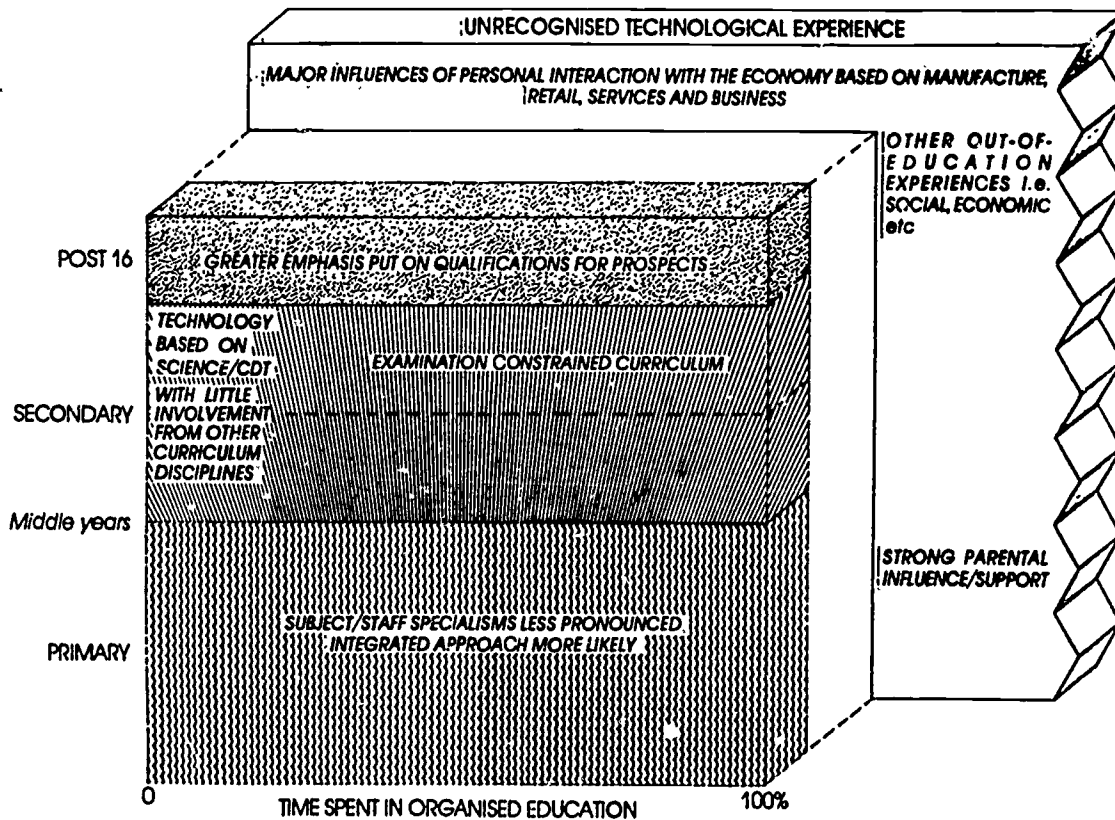 UNRECOGNISED TECHNOLOGICAL EXPERIENCE
MAJOR INFLUENCES OF PERSONAL INTERACTION WITH THE ECONOMY BASED ON MANUFACTURE,
RETAIL, SERVICES AND BUSINESS
OTHER OUT-OF-
EDUCATION
EXPERIENCES i.e.
SOCIAL, ECONOMIC
etc
POST 16
GREATER EMPHASIS PUT ON QUALIFICATIONS FOR PROSPECTS
TECHNOLOGY
BASED ON
SCIENCE/CDT
WITH LITTLE
INVOLVEMENT
FROM OTHER
CURRICULUM
DISCIPLINES
EXAMINATION CONSTRAINED CURRICULUM
SECONDARY
Middle years
STRONG PARENTAL
INFLUENCE/SUPPORT
SUBJECT/STAFF SPECIALISMS LESS PRONOUNCED
INTEGRATED APPROACH MORE LIKELY
PRIMARY
0
TIME SPENT IN ORGANISED EDUCATION
100%